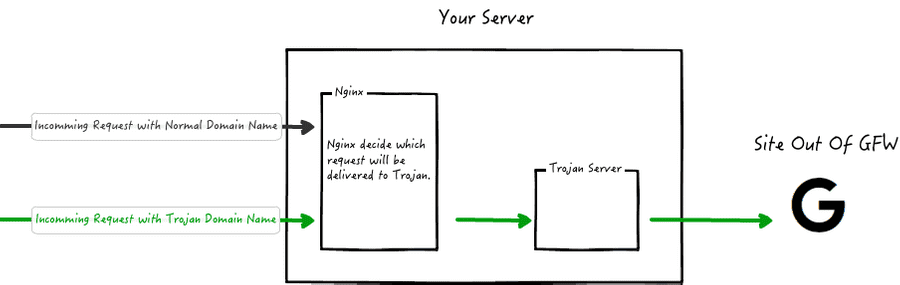 Your Server
Nginx
Incomming Request with Normal Domain Name
Nginx decide which
request will be
delivered to Trojan.
Site Out Of GFW
Trojan Server
Incomming Request with Trojan Domain Name
G